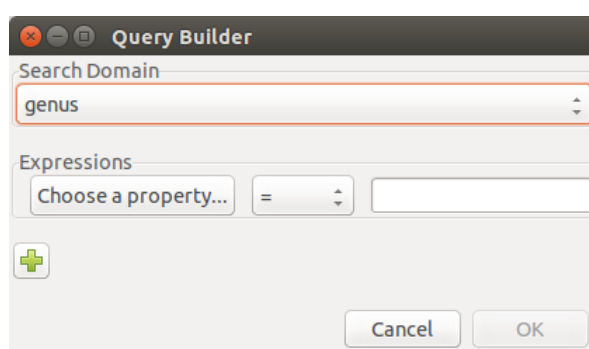 Query Builder
Search Domain
genus
Expressions
Choose a property... =
Cancel OK